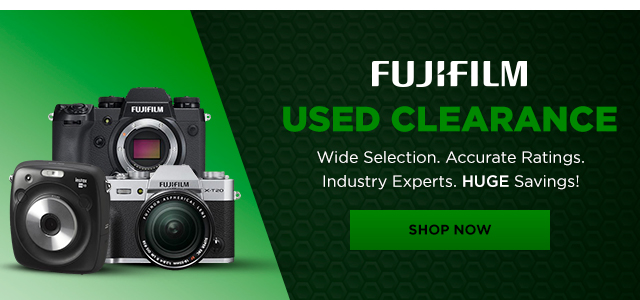 FUJIFILM
USED CLEARANCE
Wide Selection. Accurate Ratings.
Industry Experts. HUGE Savings!
SHOP NOW
FUJIFILM
instax
FUJIFILM
X-T20